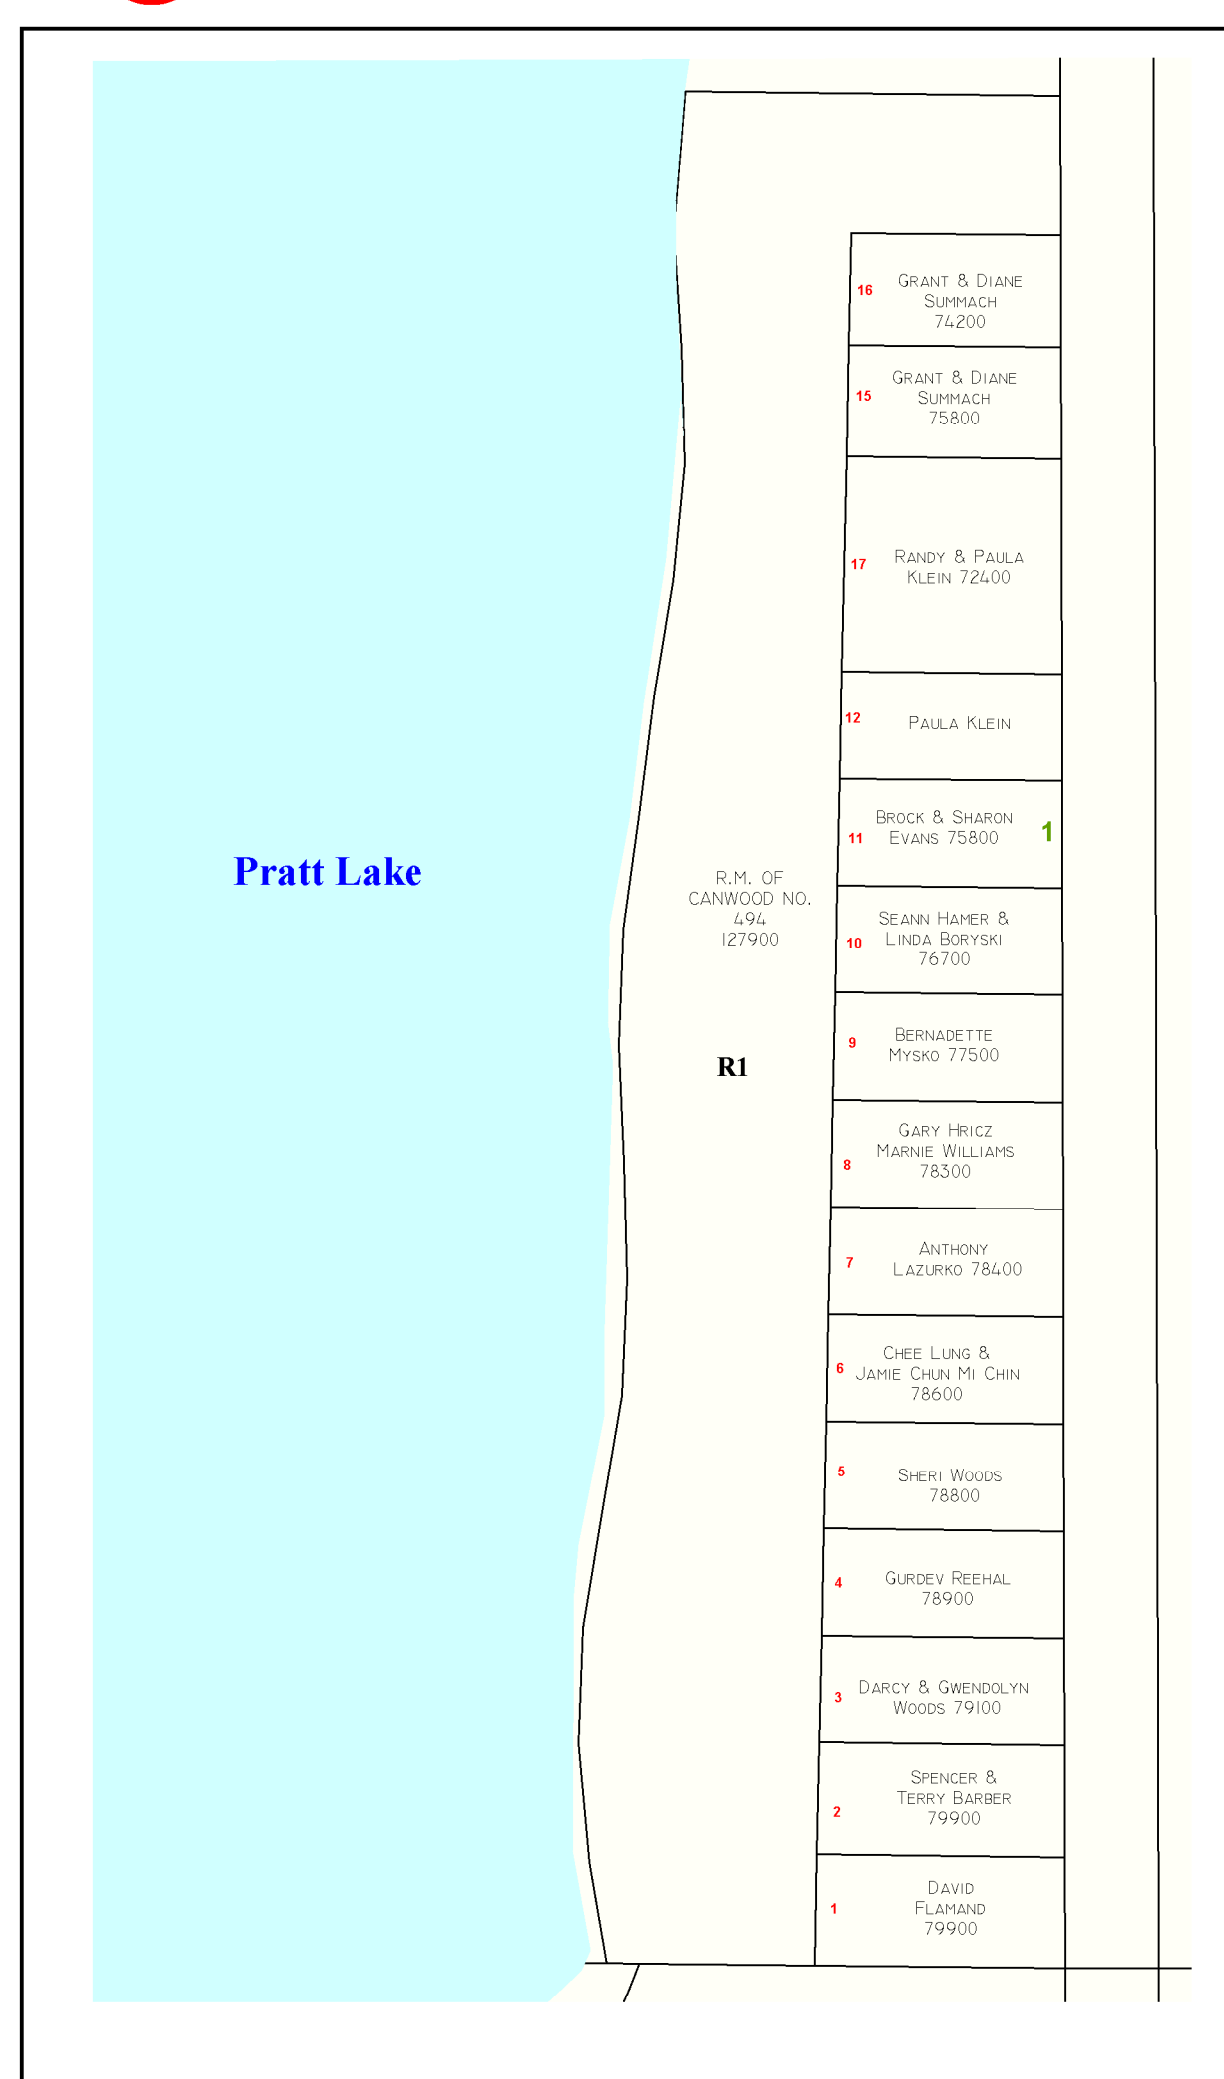 16
GRANT & DIANE
SUMMACH
74200
15
GRANT & DIANE
SUMMACH
75800
17
RANDY & PAULA
KLEIN 72400
12
PAULA KLEIN
11
BROCK & SHARON
EVANS 75800
1
Pratt Lake
R.M. OF
CANWOOD NO.
494
127900
10
SEANN HAMER &
LINDA BORYSKI
76700
R1
9
BERNADETTE
MYSKO 77500
8
GARY HRICZ
MARNIE WILLIAMS
78300
7
ANTHONY
LAZURKO 78400
6
CHEE LUNG &
JAMIE CHUN MI CHIN
78600
5
SHERI WOODS
78800
4
GURDEV REEHAL
78900
3
DARCY & GWENDOLYN
WOODS 79100
2
SPENCER &
TERRY BARBER
79900
1
DAVID
FLAMAND
79900